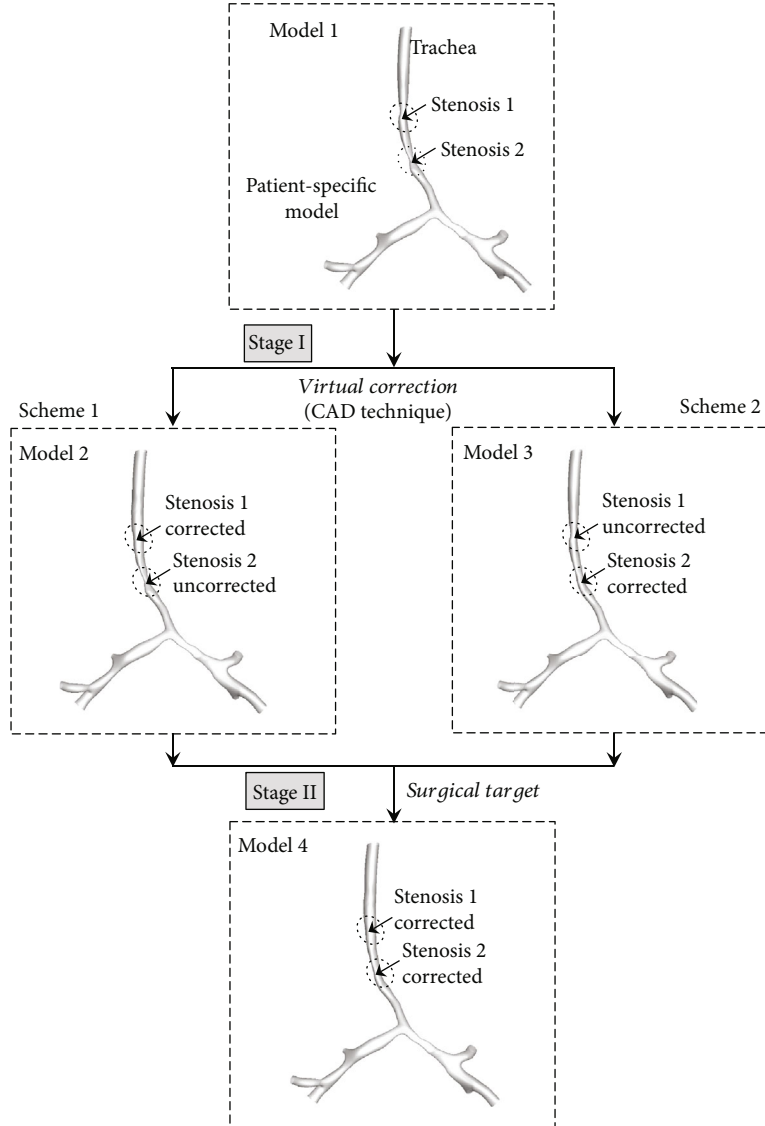 Model 1
Trachea
Stenosis 1
Stenosis 2
Patient-specific
model
Stage I
Virtual correction
(CAD technique)
Scheme 1
Scheme 2
Model 2
Stenosis 1
corrected
Stenosis 2
uncorrected
Model 3
Stenosis 1
uncorrected
Stenosis 2
corrected
Stage II
Surgical target
Model 4
Stenosis 1
corrected
Stenosis 2
corrected